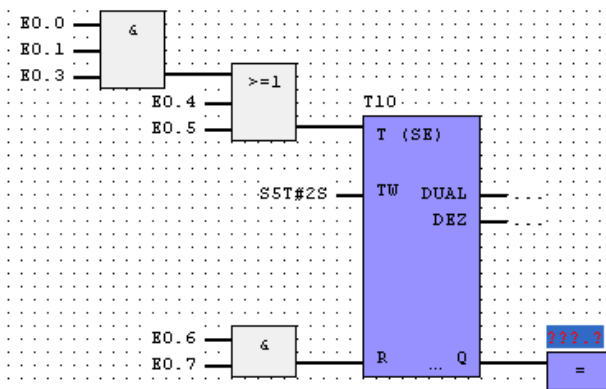 E0.0
&
E0.1
E0.3
>=1
E0.4
T10
E0.5
T (SE)
S5T#2S
TW DUAL ...
DEZ ...
E0.6
???.?
&
E0.7
R ... Q
=